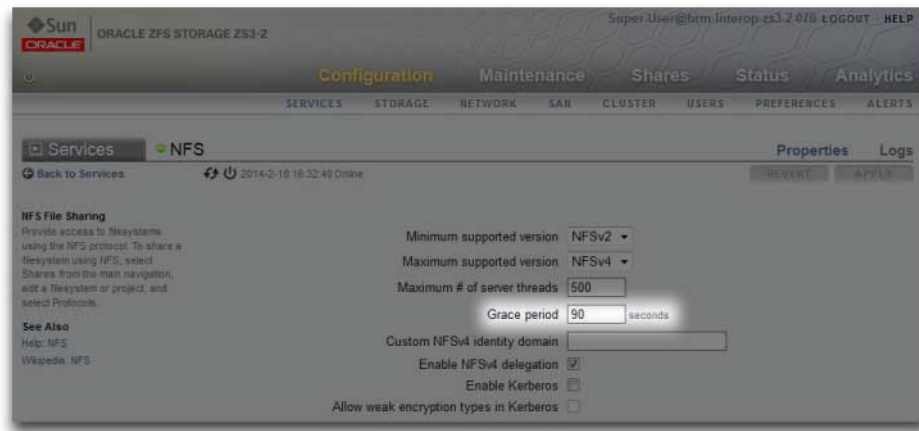 Sun
ORACLE
ORACLE ZFS STORAGE ZS3-2
Super-User@brm-interop-zs3-2-070 LOGOUT HELP
Configuration Maintenance Shares Status Analytics
SERVICES STORAGE NETWORK SAN CLUSTER USERS PREFERENCES ALERTS
Services NFS Properties Logs
Back to Services 2014-2-18 Online REVERT APPLY
NFS File Sharing
Provide access to filesystems
using the NFS protocol. To share a
filesystem using NFS, select
Shares from the main navigation,
edit a filesystem or project, and
select Protocols.
See Also
Help: NFS
Wikipedia: NFS
Minimum supported version NFSv2
Maximum supported version NFSv4
Maximum # of server threads 500
Grace period 90 seconds
Custom NFSv4 identity domain
Enable NFSv4 delegation
Enable Kerberos
Allow weak encryption types in Kerberos